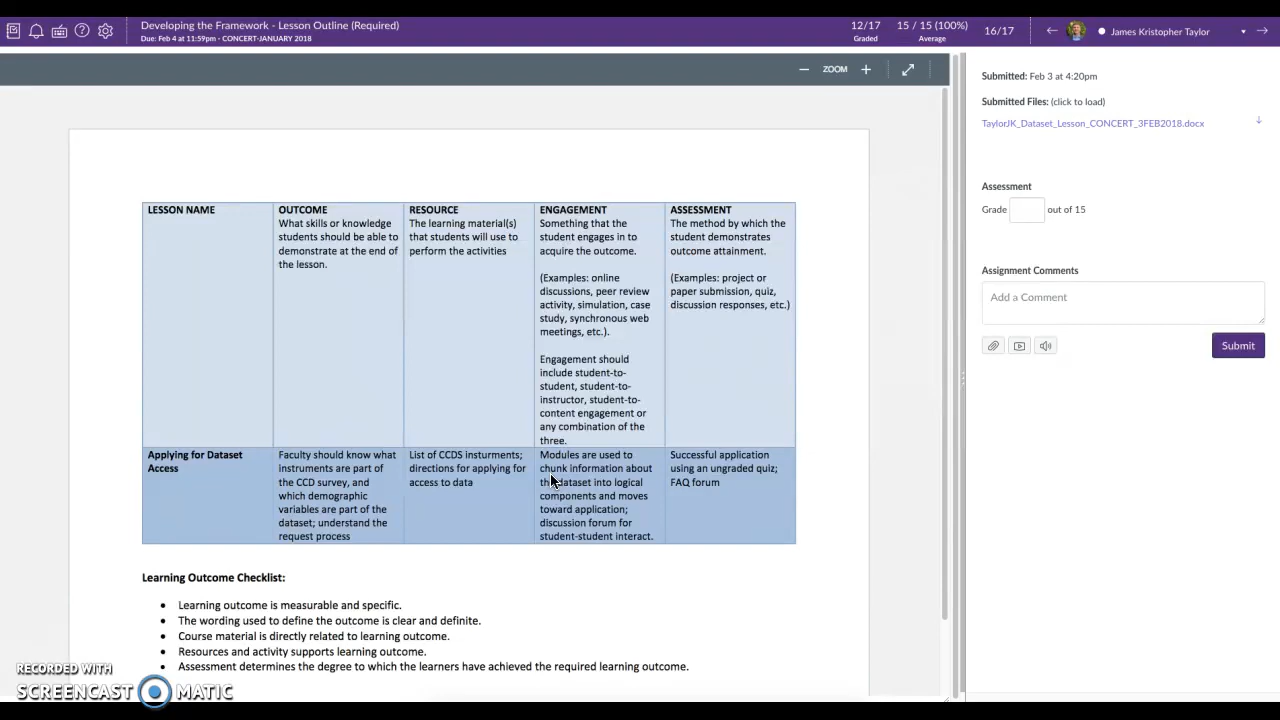 Developing the Framework - Lesson Outline (Required)
Due: Feb 4 at 11:59pm - CONCERT-JANUARY 2018
12/17
Graded
15 / 15 (100%)
Average
16/17
James Kristopher Taylor
ZOOM
Submitted: Feb 3 at 4:20pm
Submitted Files: (click to load)
TaylorJK_Dataset_Lesson_CONCERT_3FEB2018.docx
Assessment
Grade
out of 15
Assignment Comments
Add a Comment
Submit
LESSON NAME
OUTCOME
What skills or knowledge
students should be able to
demonstrate at the end of
the lesson.
RESOURCE
The learning material(s)
that students will use to
perform the activities
ENGAGEMENT
Something that the
student engages in to
acquire the outcome.
(Examples: online
discussions, peer review
activity, simulation, case
study, synchronous web
meetings, etc.).
Engagement should
include student-to-
student, student-to-
instructor, student-to-
content engagement or
any combination of the
three.
ASSESSMENT
The method by which the
student demonstrates
outcome attainment.
(Examples: project or
paper submission, quiz,
discussion responses, etc.)
Applying for Dataset
Access
Faculty should know what
instruments are part of
the CCD survey, and
which demographic
variables are part of the
dataset; understand the
request process
List of CCDS insturments;
directions for applying for
access to data
Modules are used to
chunk information about
the dataset into logical
components and moves
toward application;
discussion forum for
student-student interact.
Successful application
using an ungraded quiz;
FAQ forum
Learning Outcome Checklist:
• Learning outcome is measurable and specific.
• The wording used to define the outcome is clear and definite.
• Course material is directly related to learning outcome.
• Resources and activity supports learning outcome.
• Assessment determines the degree to which the learners have achieved the required learning outcome.
RECORDED WITH
SCREENCAST MATIC